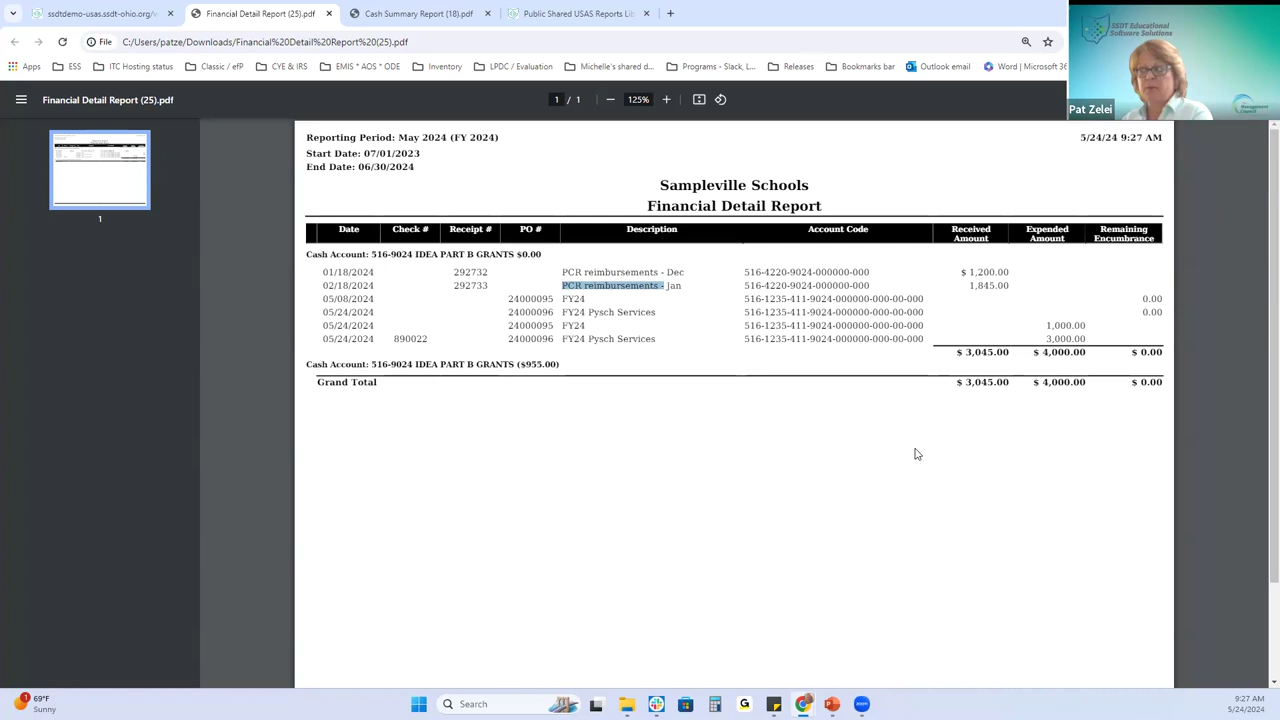 ssdtdemo-usas.ssdt-ohio.org/v
Financial Detail Report (25).pdf
Cash Summary Report (18).pdf
Public Shared USAS Reports Lib
File
C:/Users/patze/Downloads/Financial%20Detail%20Report%20(25).pdf
Apps
ESS
ITC Hosting status
Classic / efP
CYE & IRS
EMIS * AOS * ODE
Inventory
LPDC / Evaluation
Michelle's shared d...
Programs - Slack, L...
Releases
Bookmarks bar
Outlook email
Word | Microsoft 36
SSDT Educational
Software Solutions
Pat Zelei
Management
Council
Financial Detail Report (25).pdf
1 / 1
125%
1
Reporting Period: May 2024 (FY 2024)
5/24/24 9:27 AM
Start Date: 07/01/2023
End Date: 06/30/2024
Sampleville Schools
Financial Detail Report
Date Check # Receipt # PO # Description Account Code Received Amount Expended Amount Remaining Encumbrance
Cash Account: 516-9024 IDEA PART B GRANTS $0.00
01/18/2024 292732 PCR reimbursements - Dec 516-4220-9024-000000-000 $ 1,200.00
02/18/2024 292733 PCR reimbursements - Jan 516-4220-9024-000000-000 1,845.00
05/08/2024 24000095 FY24 516-1235-411-9024-000000-000-00-000 0.00
05/24/2024 24000096 FY24 Pysch Services 516-1235-411-9024-000000-000-00-000 0.00
05/24/2024 24000095 FY24 516-1235-411-9024-000000-000-00-000 1,000.00
05/24/2024 890022 24000096 FY24 Pysch Services 516-1235-411-9024-000000-000-00-000 3,000.00
$ 3,045.00 $ 4,000.00 $ 0.00
Cash Account: 516-9024 IDEA PART B GRANTS ($955.00)
Grand Total $ 3,045.00 $ 4,000.00 $ 0.00
1
69°F
Sunny
Search
G
zoom
9:27 AM
5/24/2024